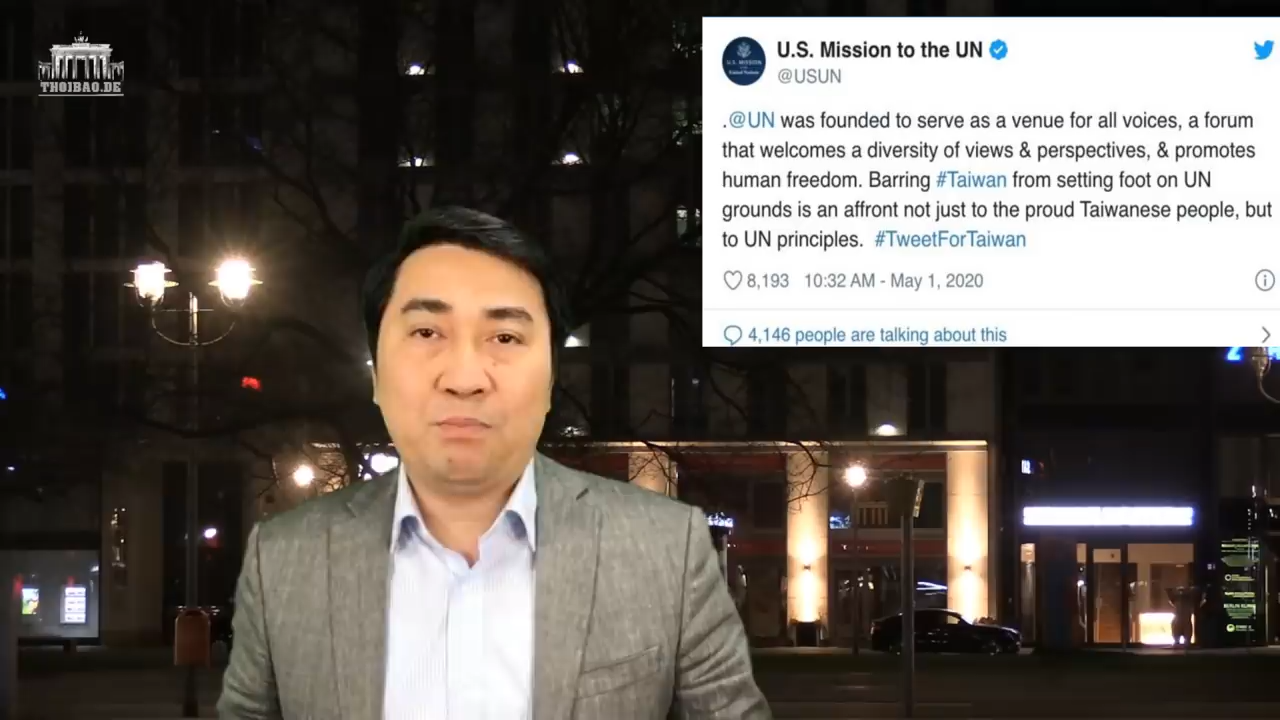 THOIBAO.DE
U.S. Mission to the UN
@USUN
.@UN was founded to serve as a venue for all voices, a forum
that welcomes a diversity of views & perspectives, & promotes
human freedom. Barring #Taiwan from setting foot on UN
grounds is an affront not just to the proud Taiwanese people, but
to UN principles. #TweetForTaiwan
8,193 10:32 AM - May 1, 2020
4,146 people are talking about this